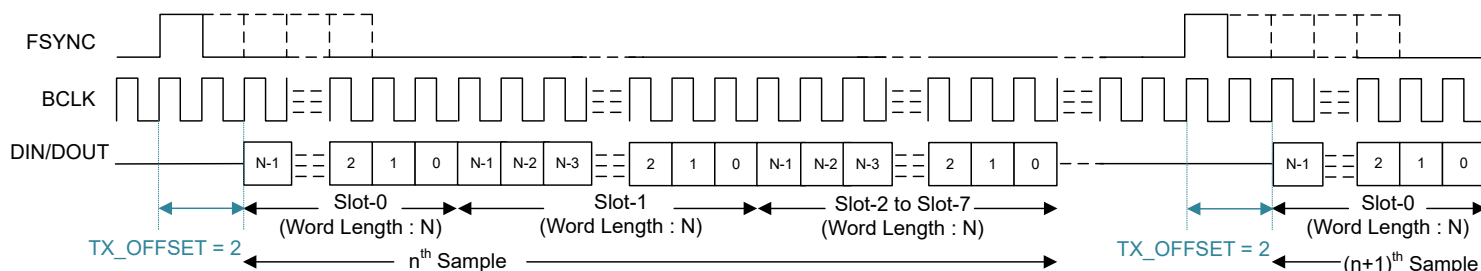 FSYNC
BCLK
DIN/DOUT
N-1 2 1 0 N-1 N-2 N-3 2 1 0 N-1 N-2 N-3 2 1 0 N-1 2 1 0
Slot-0 Slot-1 Slot-2 to Slot-7 Slot-0
(Word Length : N) (Word Length : N) (Word Length : N) (Word Length : N)
TX_OFFSET = 2 TX_OFFSET = 2
nth Sample (n+1)th Sample